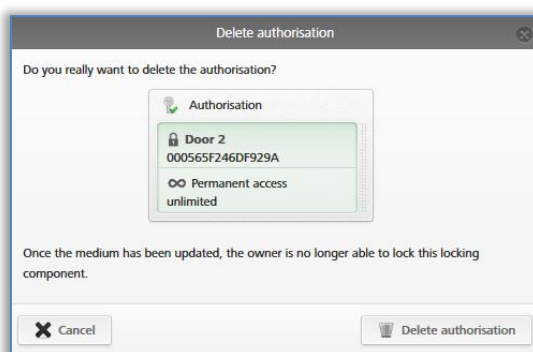 Delete authorisation
Do you really want to delete the authorisation?
Authorisation
Door 2
000565F246DF929A
Permanent access
unlimited
Once the medium has been updated, the owner is no longer able to lock this locking
component.
Cancel
Delete authorisation